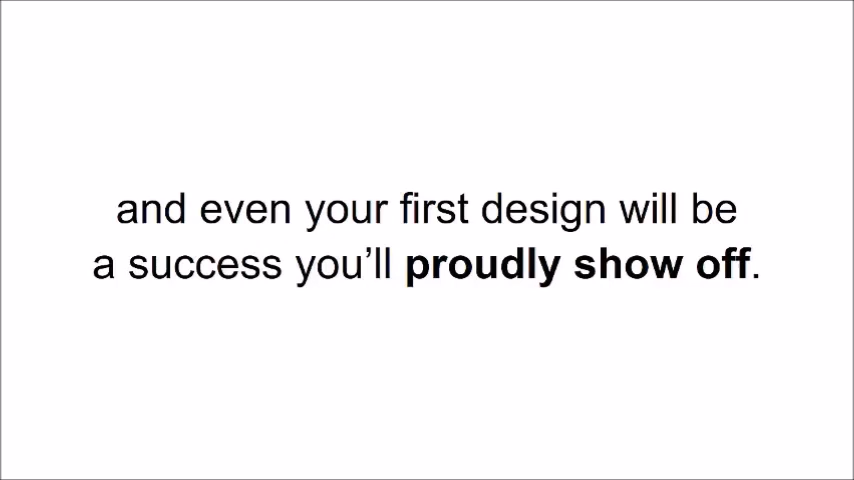 and even your first design will be
a success you’ll proudly show off.